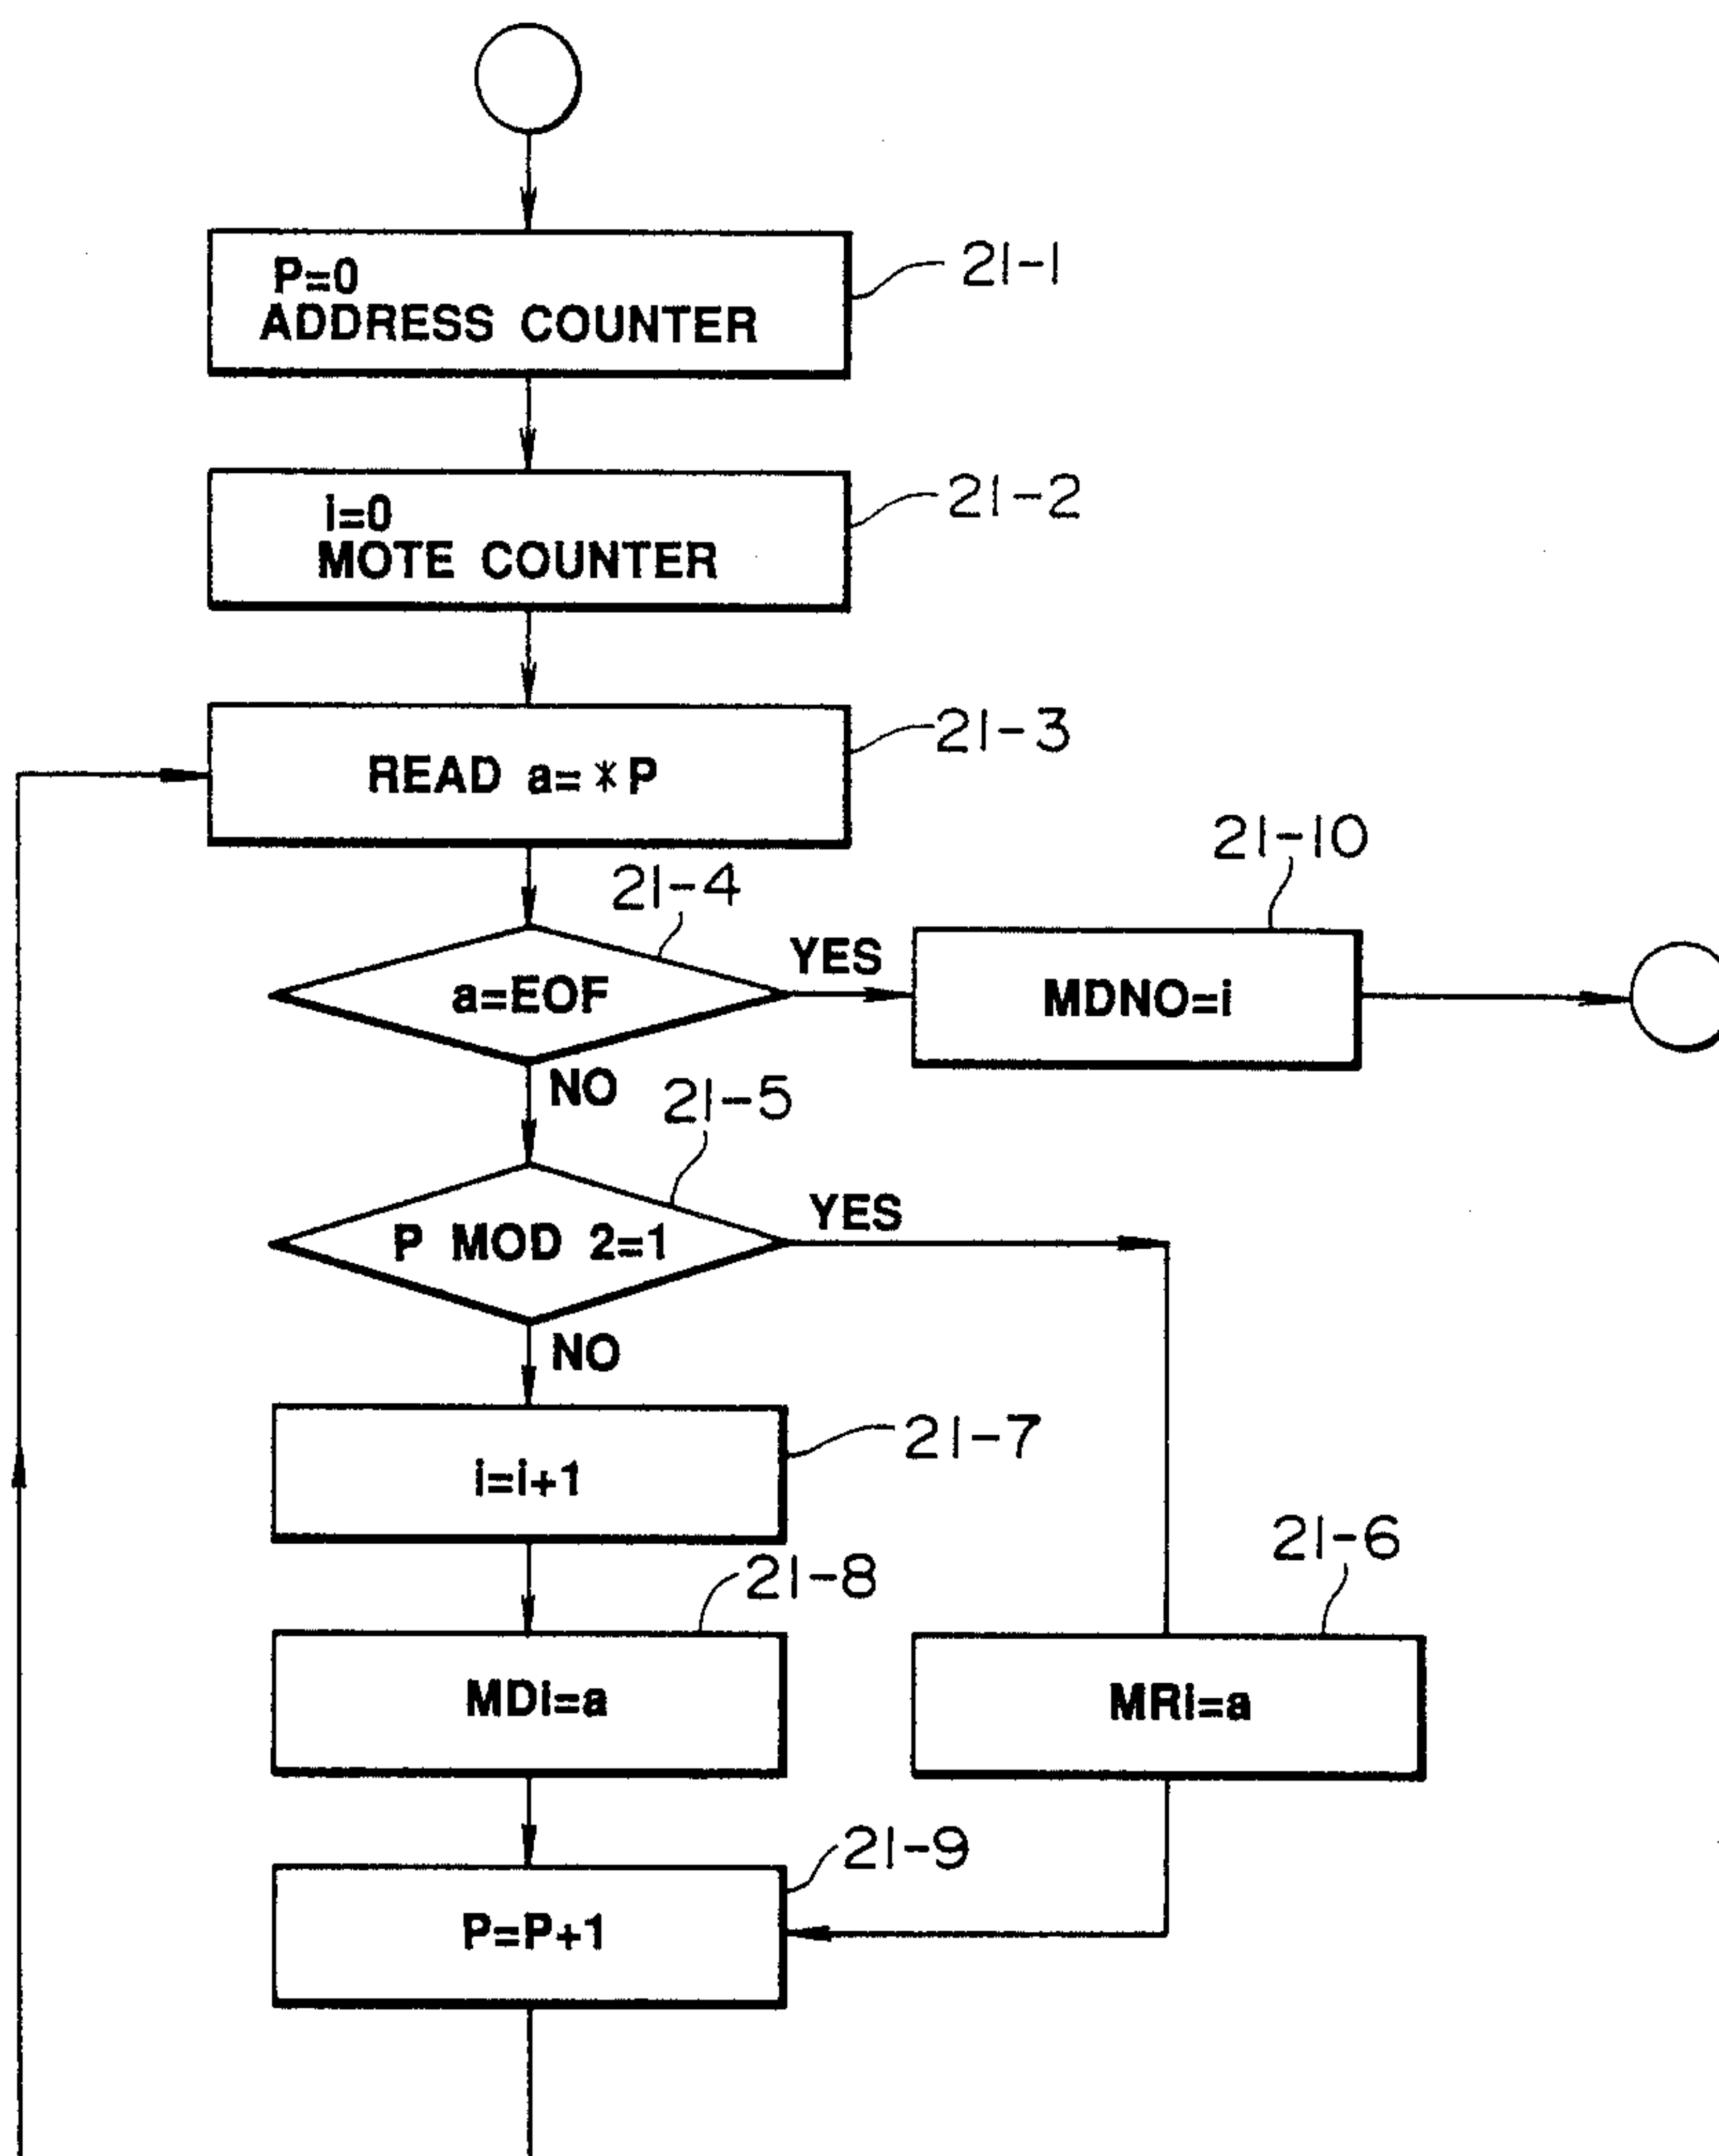 P=0
ADDRESS COUNTER
21-1
i=0
MOTE COUNTER
21-2
READ a=*P
21-3
21-4
a=EOF
YES
21-10
MDNO=i
NO
21-5
P MOD 2=1
YES
NO
i=i+1
21-7
21-8
MDi=a
21-6
MRi=a
21-9
P=P+1